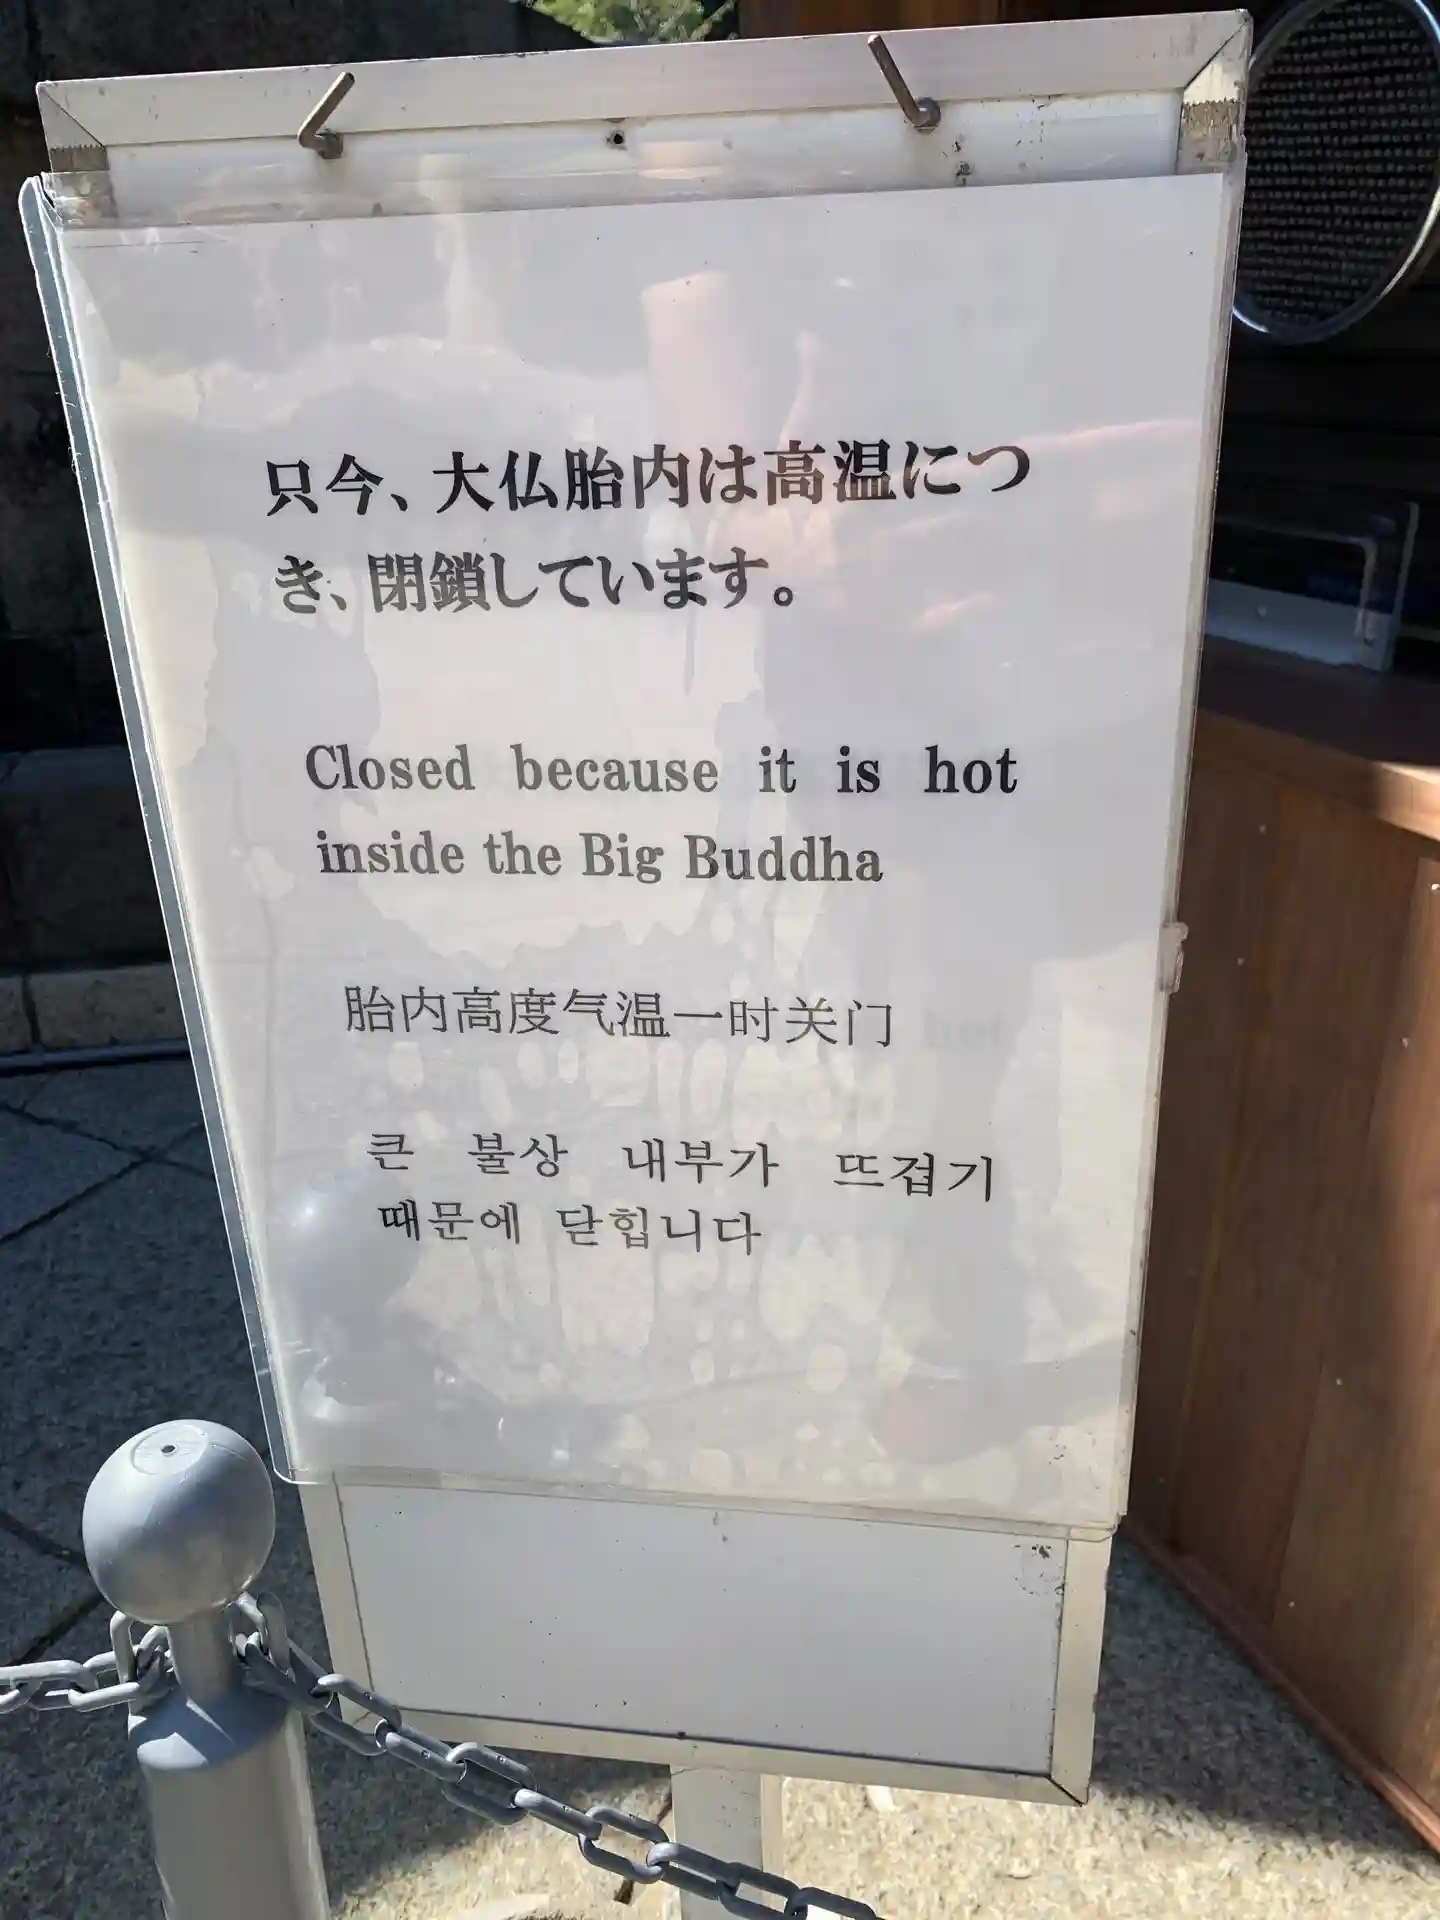 只今、大仏胎内は高温につ
き、閉鎖しています。
Closed because it is hot
inside the Big Buddha
胎内高度气温一时关门
큰 불상 내부가 뜨겁기
때문에 닫힙니다